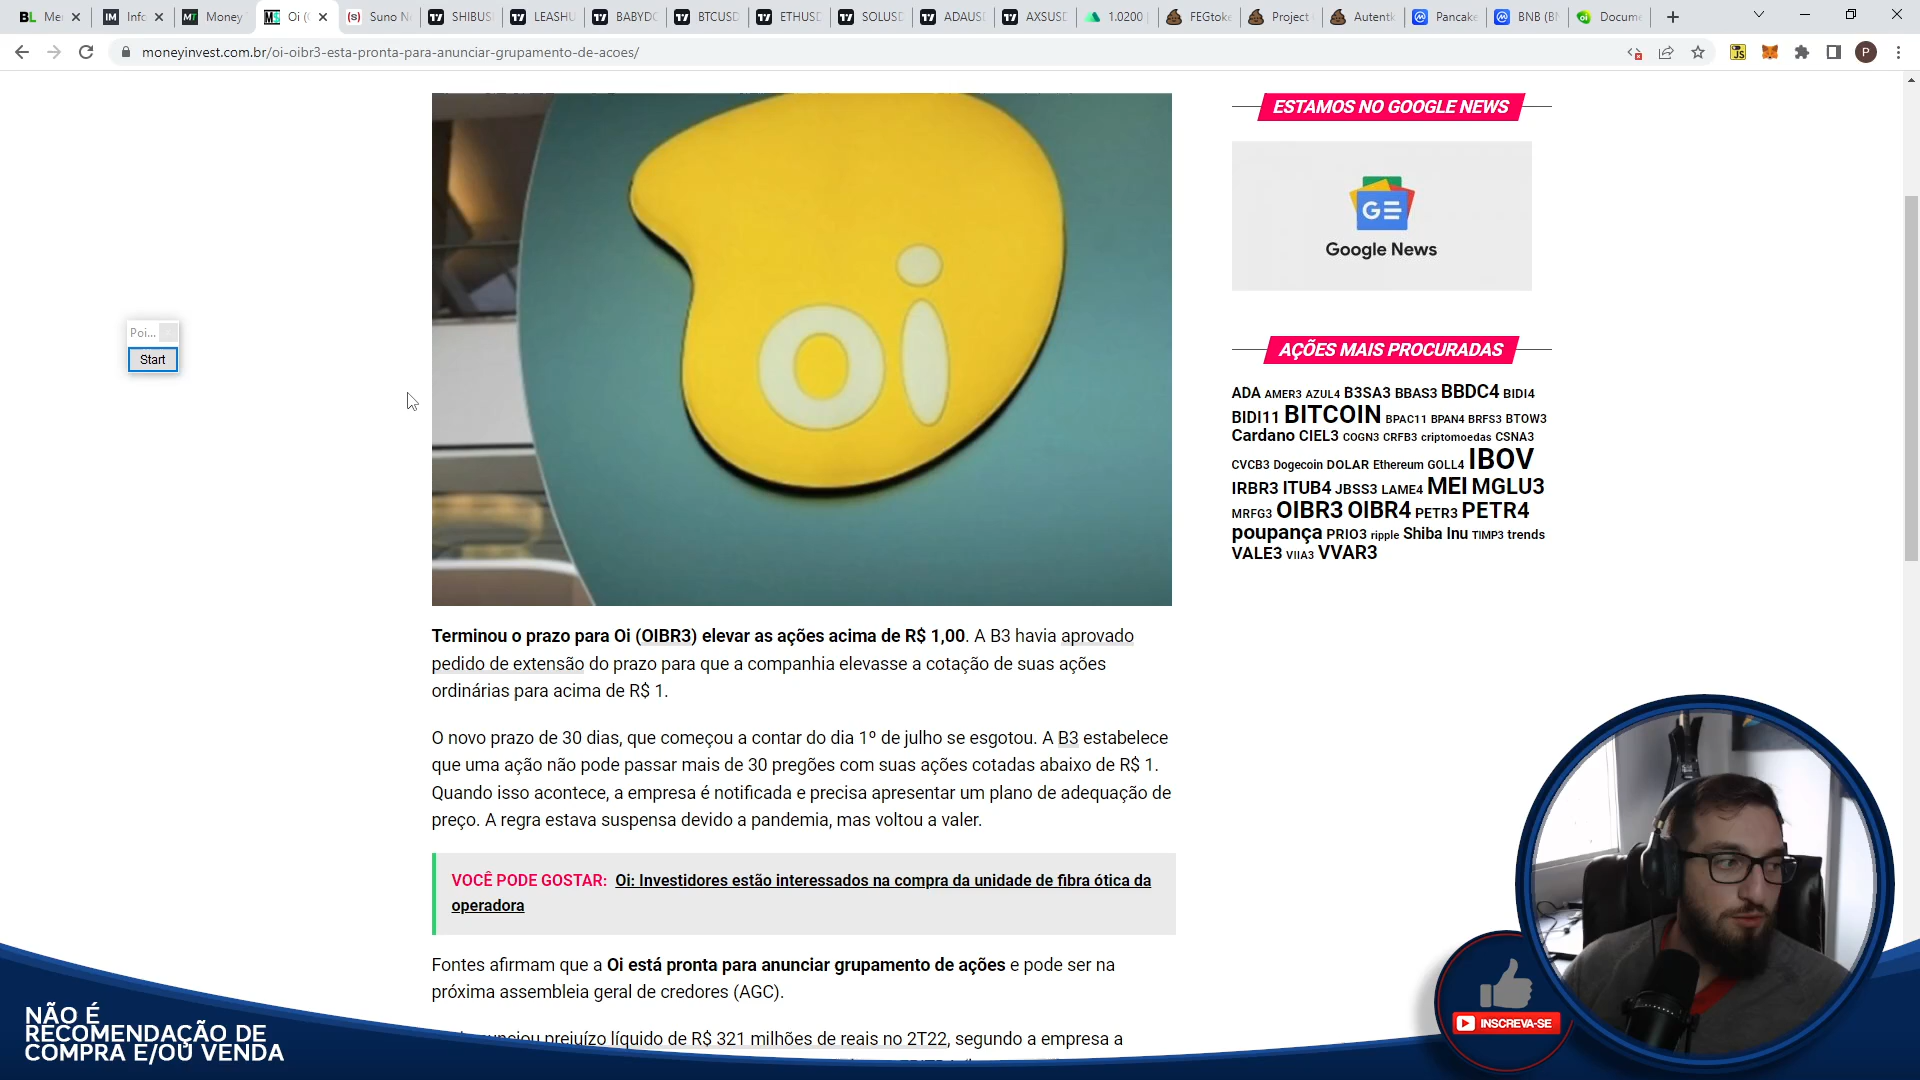 BL Me
Info
MT Money
M$ Oi (
(s) Suno N
SHIBUS
LEASHU
BABYDO
BTCUSD
ETHUSD
SOLUSD
ADAUSD
AXSUSD
1.0200
FEGtoke
Project
Autenti
Pancake
BNB (BN
Docume
moneyinvest.com.br/oi-oibr3-esta-pronta-para-anunciar-grupamento-de-acoes/
JS
P
Poi...
Start
oi
ESTAMOS NO GOOGLE NEWS
G
Google News
AÇÕES MAIS PROCURADAS
ADA AMER3 AZUL4 B3SA3 BBAS3 BBDC4 BIDI4
BIDI11 BITCOIN BPAC11 BPAN4 BRFS3 BTOW3
Cardano CIEL3 COGN3 CRFB3 criptomoedas CSNA3
CVCB3 Dogecoin DOLAR Ethereum GOLL4 IBOV
IRBR3 ITUB4 JBSS3 LAME4 MEI MGLU3
MRFG3 OIBR3 OIBR4 PETR3 PETR4
poupança PRIO3 ripple Shiba Inu TIMP3 trends
VALE3 VIIA3 VVAR3
Terminou o prazo para Oi (OIBR3) elevar as ações acima de R$ 1,00. A B3 havia aprovado
pedido de extensão do prazo para que a companhia elevasse a cotação de suas ações
ordinárias para acima de R$ 1.
O novo prazo de 30 dias, que começou a contar do dia 1º de julho se esgotou. A B3 estabelece
que uma ação não pode passar mais de 30 pregões com suas ações cotadas abaixo de R$ 1.
Quando isso acontece, a empresa é notificada e precisa apresentar um plano de adequação de
preço. A regra estava suspensa devido a pandemia, mas voltou a valer.
VOCÊ PODE GOSTAR: Oi: Investidores estão interessados na compra da unidade de fibra ótica da
operadora
Fontes afirmam que a Oi está pronta para anunciar grupamento de ações e pode ser na
próxima assembleia geral de credores (AGC).
prejuízo líquido de R$ 321 milhões de reais no 2T22, segundo a empresa a
NÃO É
RECOMENDAÇÃO DE
COMPRA E/OU VENDA
INSCREVA-SE